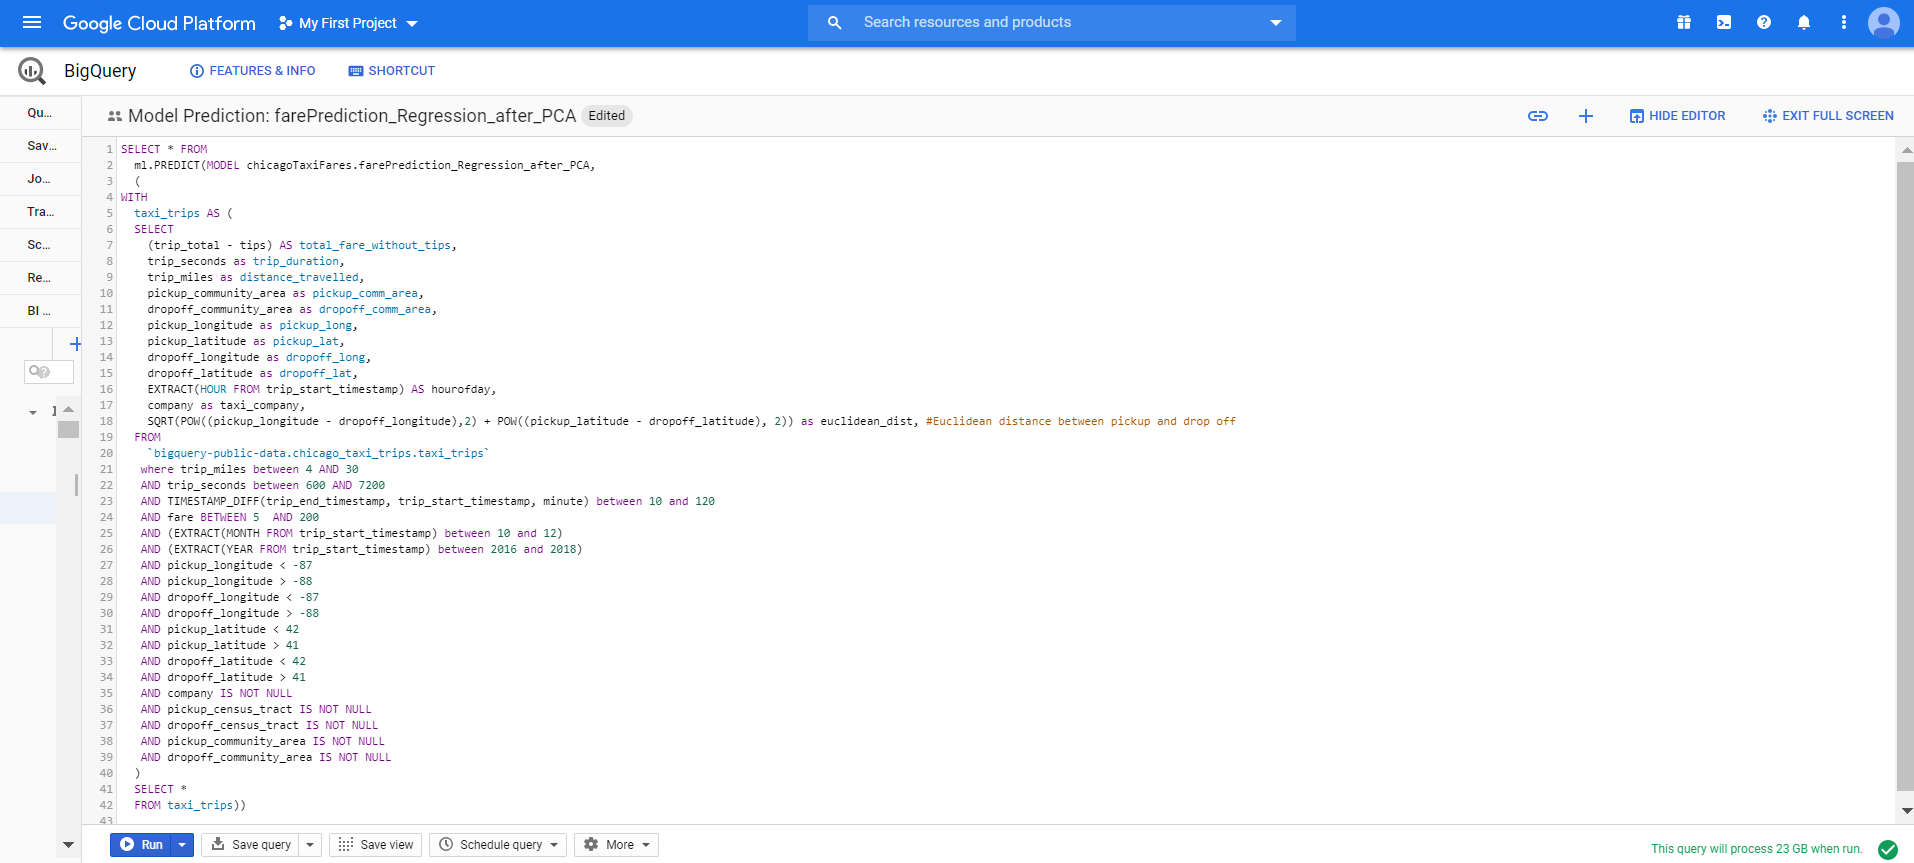 Google Cloud Platform My First Project Search resources and products
BigQuery FEATURES & INFO SHORTCUT
Qu...
Sav...
Jo...
Tra...
Sc...
Re...
BI ...
Model Prediction: farePrediction_Regression_after_PCA Edited HIDE EDITOR EXIT FULL SCREEN
1 SELECT * FROM
2 ml.PREDICT(MODEL chicagoTaxiFares.farePrediction_Regression_after_PCA,
3 (
4 WITH
5 taxi_trips AS (
6 SELECT
7 (trip_total - tips) AS total_fare_without_tips,
8 trip_seconds as trip_duration,
9 trip_miles as distance_travelled,
10 pickup_community_area as pickup_comm_area,
11 dropoff_community_area as dropoff_comm_area,
12 pickup_longitude as pickup_long,
13 pickup_latitude as pickup_lat,
14 dropoff_longitude as dropoff_long,
15 dropoff_latitude as dropoff_lat,
16 EXTRACT(HOUR FROM trip_start_timestamp) AS hourofday,
17 company as taxi_company,
18 SQRT(POW((pickup_longitude - dropoff_longitude),2) + POW((pickup_latitude - dropoff_latitude), 2)) as euclidean_dist, #Euclidean distance between pickup and drop off
19 FROM
20 `bigquery-public-data.chicago_taxi_trips.taxi_trips`
21 where trip_miles between 4 AND 30
22 AND trip_seconds between 600 AND 7200
23 AND TIMESTAMP_DIFF(trip_end_timestamp, trip_start_timestamp, minute) between 10 and 120
24 AND fare BETWEEN 5 AND 200
25 AND (EXTRACT(MONTH FROM trip_start_timestamp) between 10 and 12)
26 AND (EXTRACT(YEAR FROM trip_start_timestamp) between 2016 and 2018)
27 AND pickup_longitude < -87
28 AND pickup_longitude > -88
29 AND dropoff_longitude < -87
30 AND dropoff_longitude > -88
31 AND pickup_latitude < 42
32 AND pickup_latitude > 41
33 AND dropoff_latitude < 42
34 AND dropoff_latitude > 41
35 AND company IS NOT NULL
36 AND pickup_census_tract IS NOT NULL
37 AND dropoff_census_tract IS NOT NULL
38 AND pickup_community_area IS NOT NULL
39 AND dropoff_community_area IS NOT NULL
40 )
41 SELECT *
42 FROM taxi_trips))
43
Run Save query Save view Schedule query More This query will process 23 GB when run.